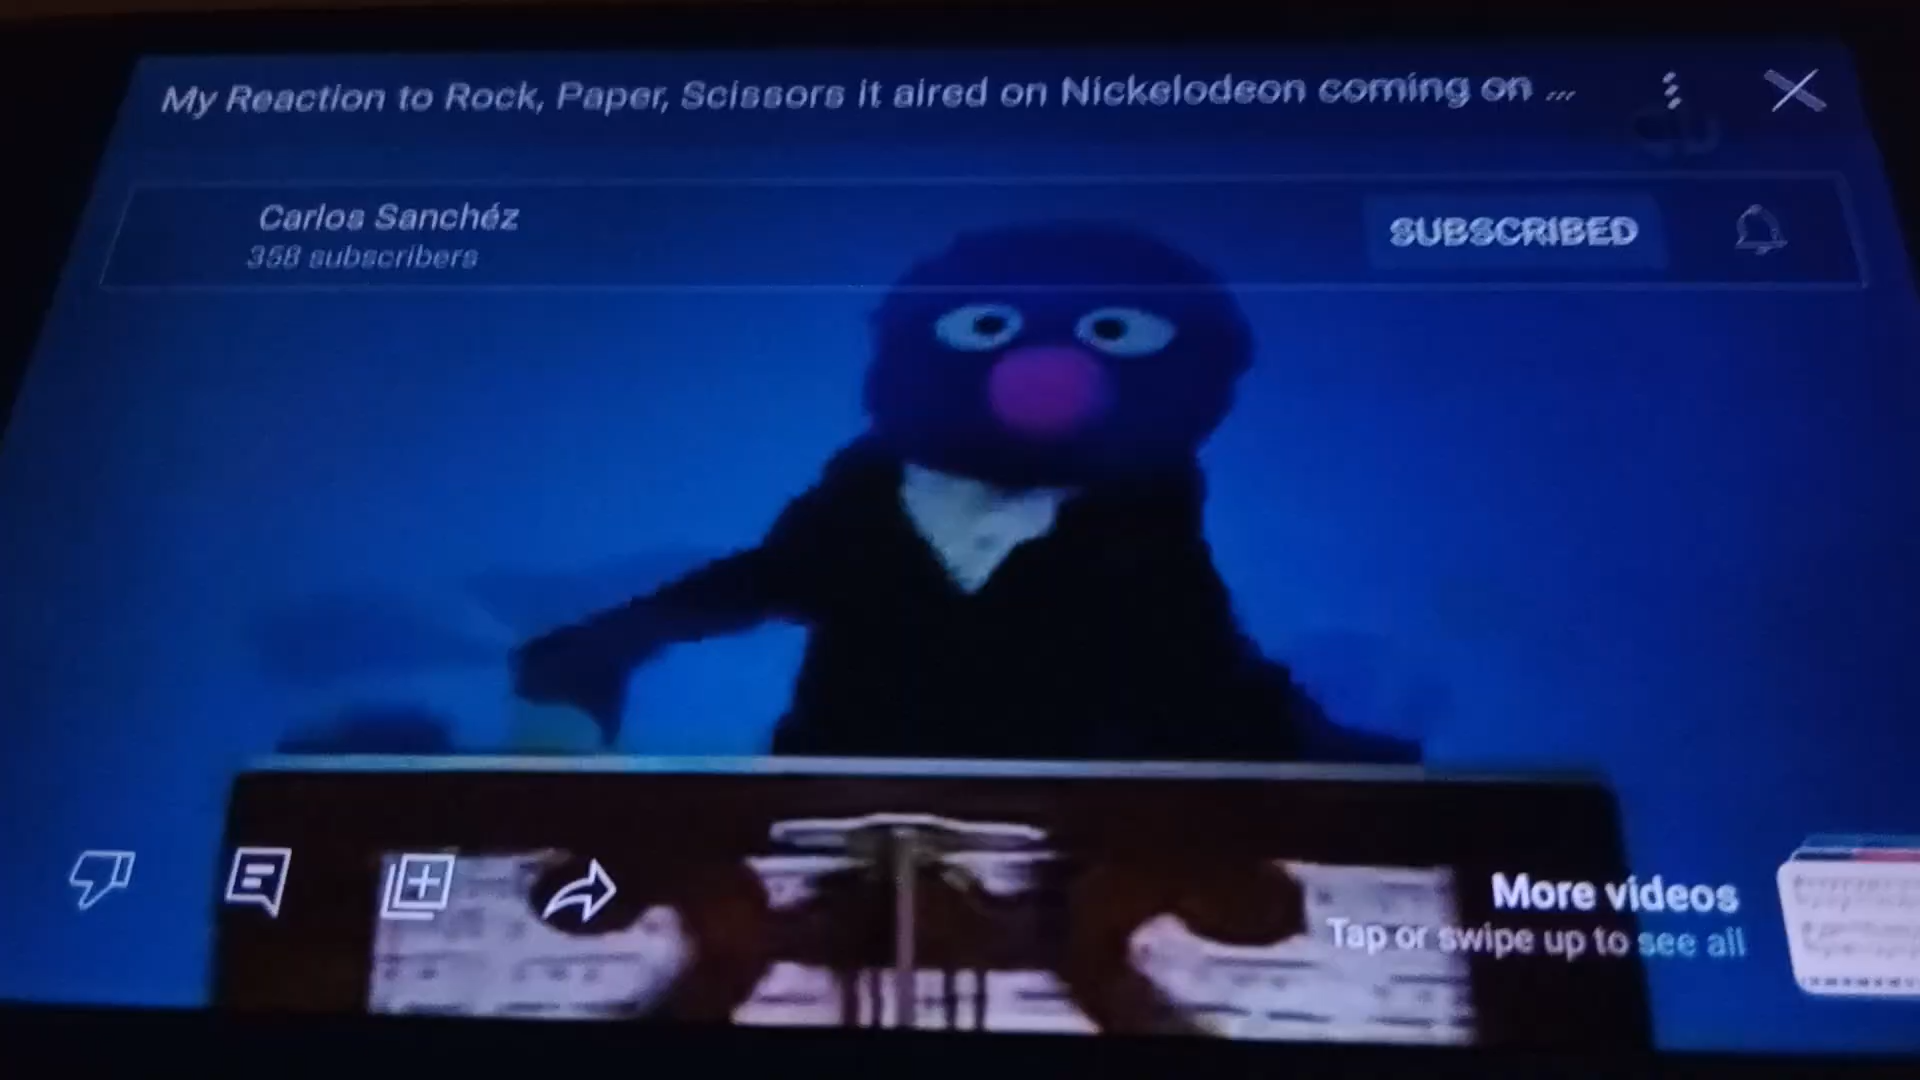 My Reaction to Rock, Paper, Scissors it aired on Nickelodeon coming on ...
Carlos Sanchéz
358 subscribers
SUBSCRIBED
More videos
Tap or swipe up to see all